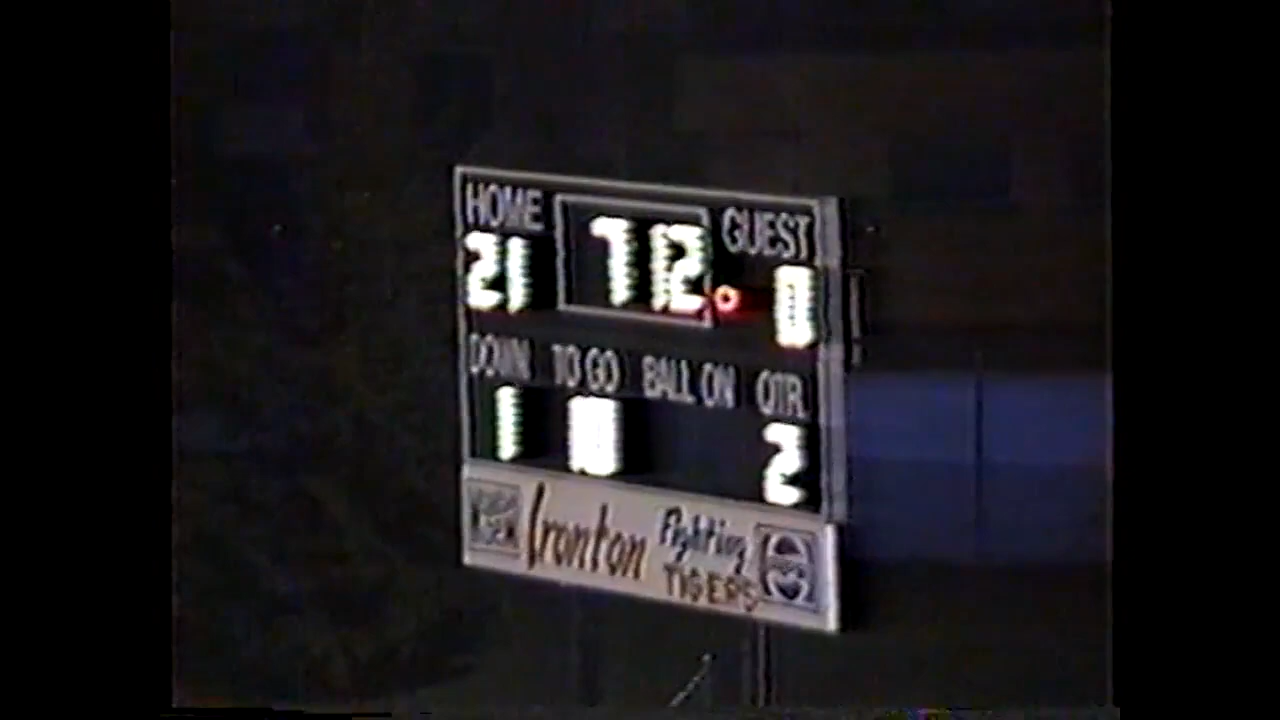 HOME GUEST
21 7 12 0
DOWN TO GO BALL ON QTR.
1 10 2
Ironton Fighting
TIGERS